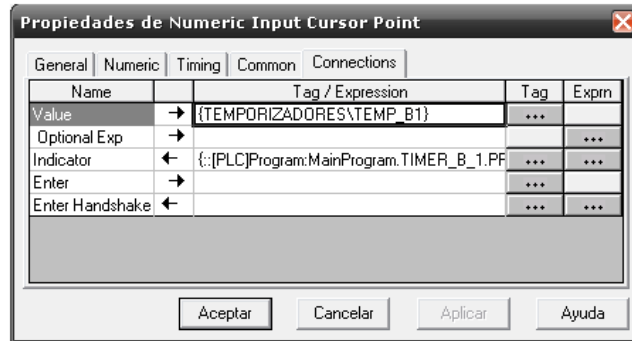 Propiedades de Numeric Input Cursor Point
General Numeric Timing Common Connections
Name Tag / Expression Tag Exprn
Value → {TEMPORIZADORES\TEMP_B1} ...
Optional Exp → ...
Indicator ← {::[PLC]Program:MainProgram.TIMER_B_1.PR ...
Enter → ...
Enter Handshake ← ... ...
Aceptar Cancelar Aplicar Ayuda